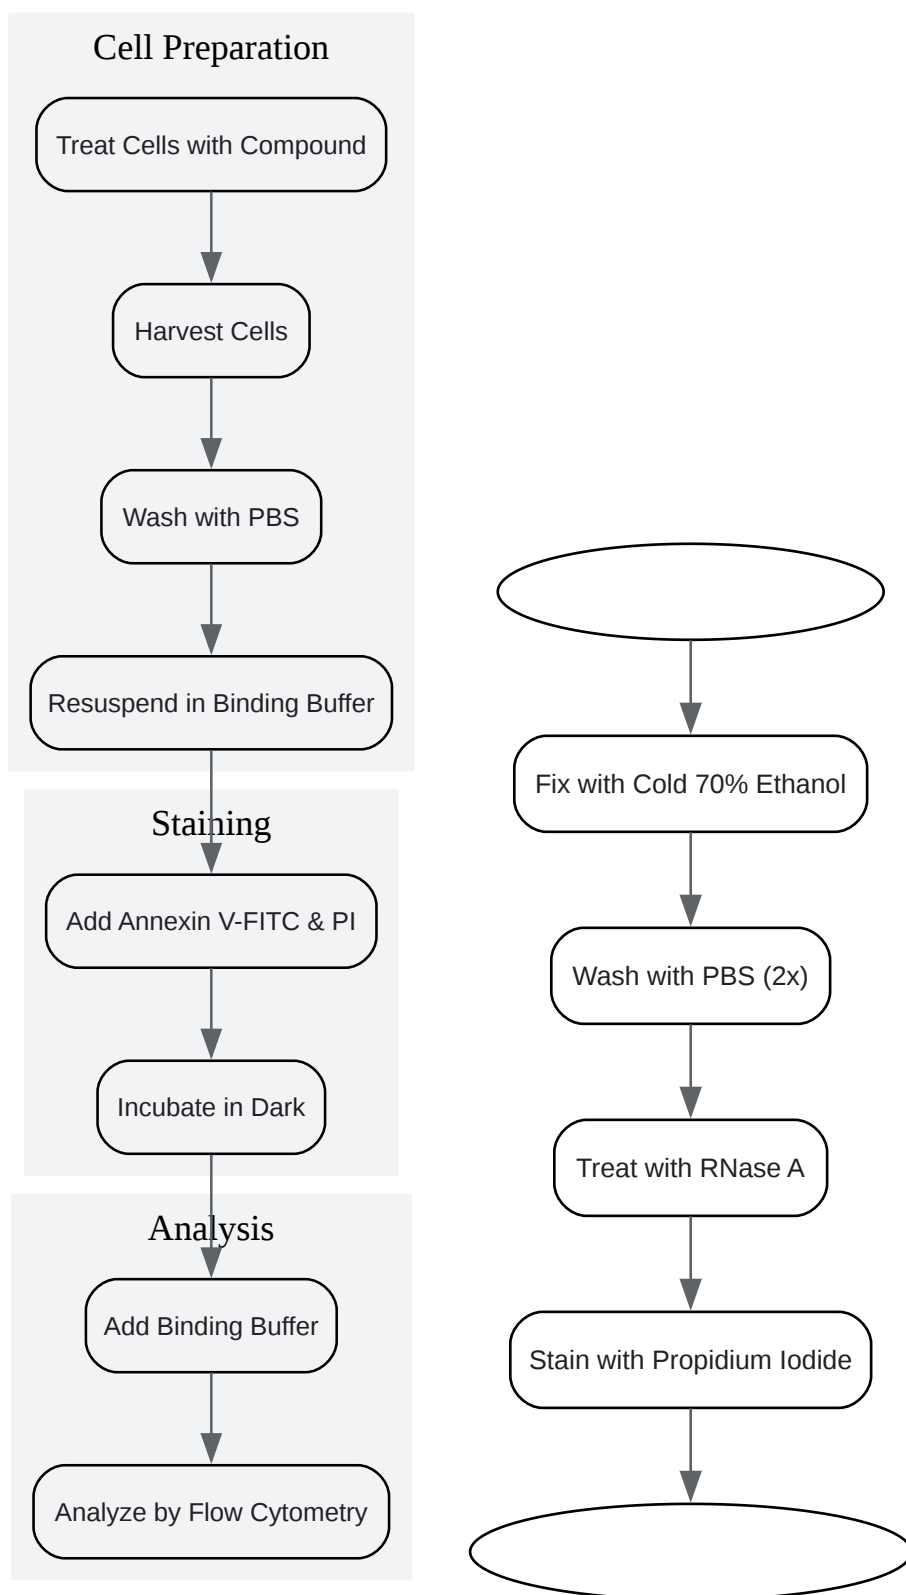 Cell Preparation
Treat Cells with Compound
Harvest Cells
Wash with PBS
Resuspend in Binding Buffer
Staining
Add Annexin V-FITC & PI
Incubate in Dark
Analysis
Add Binding Buffer
Analyze by Flow Cytometry
Fix with Cold 70% Ethanol
Wash with PBS (2x)
Treat with RNase A
Stain with Propidium Iodide